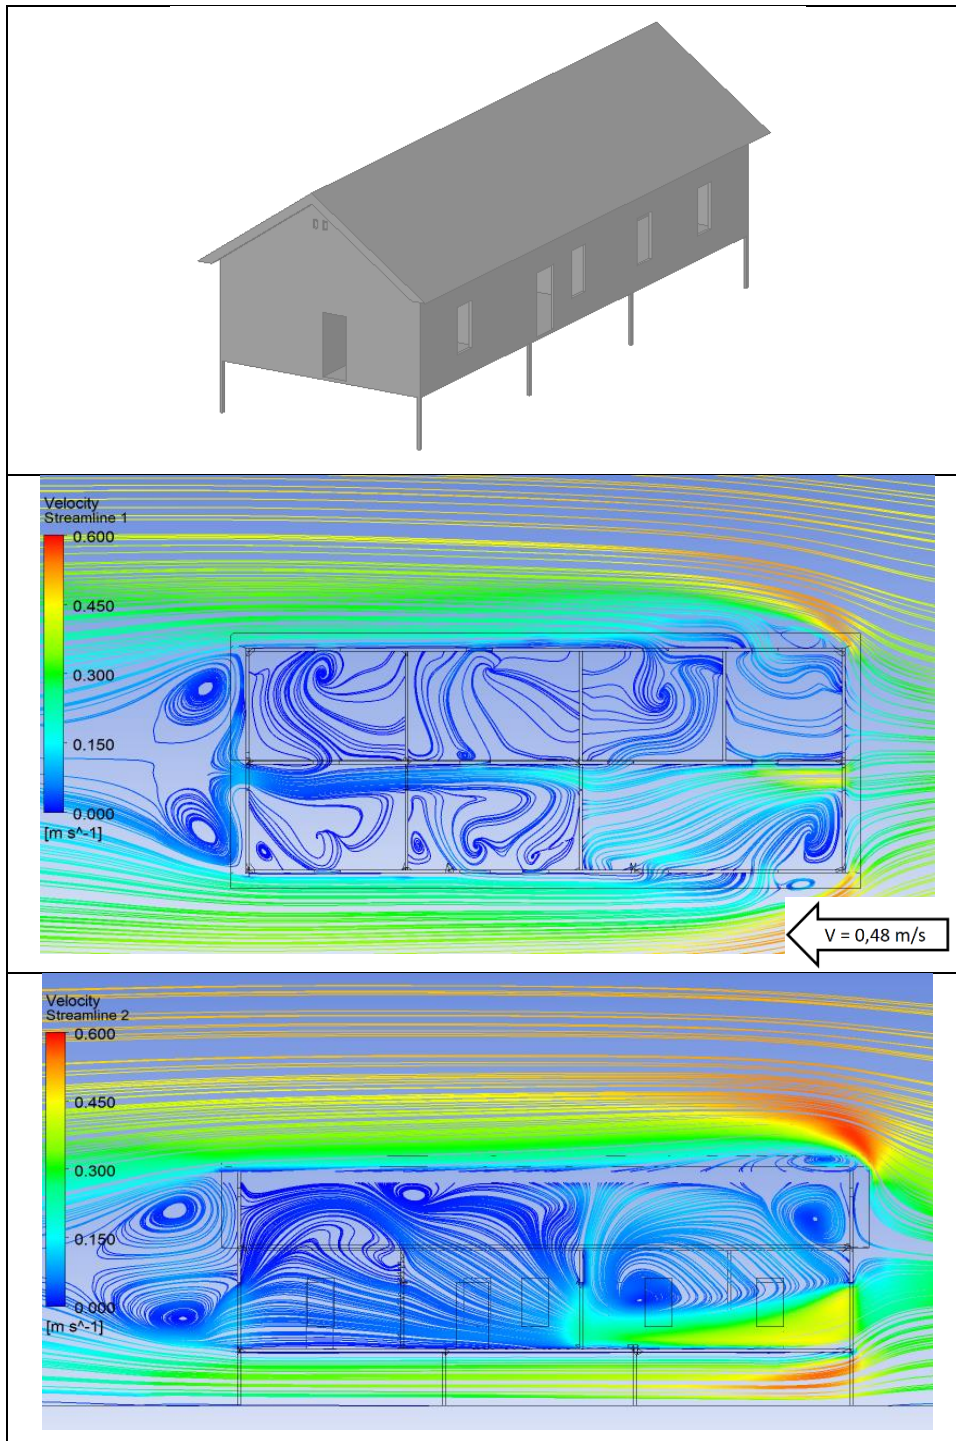 Velocity
Streamline 1
0.600
0.450
0.300
0.150
0.000
[m s^-1]
V = 0,48 m/s
Velocity
Streamline 2
0.600
0.450
0.300
0.150
0.000
[m s^-1]